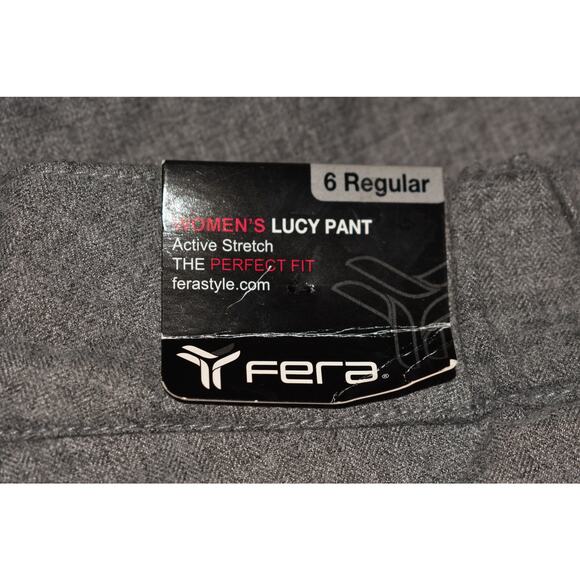 6 Regular
WOMEN'S LUCY PANT
Active Stretch
THE PERFECT FIT
ferastyle.com
Fera®